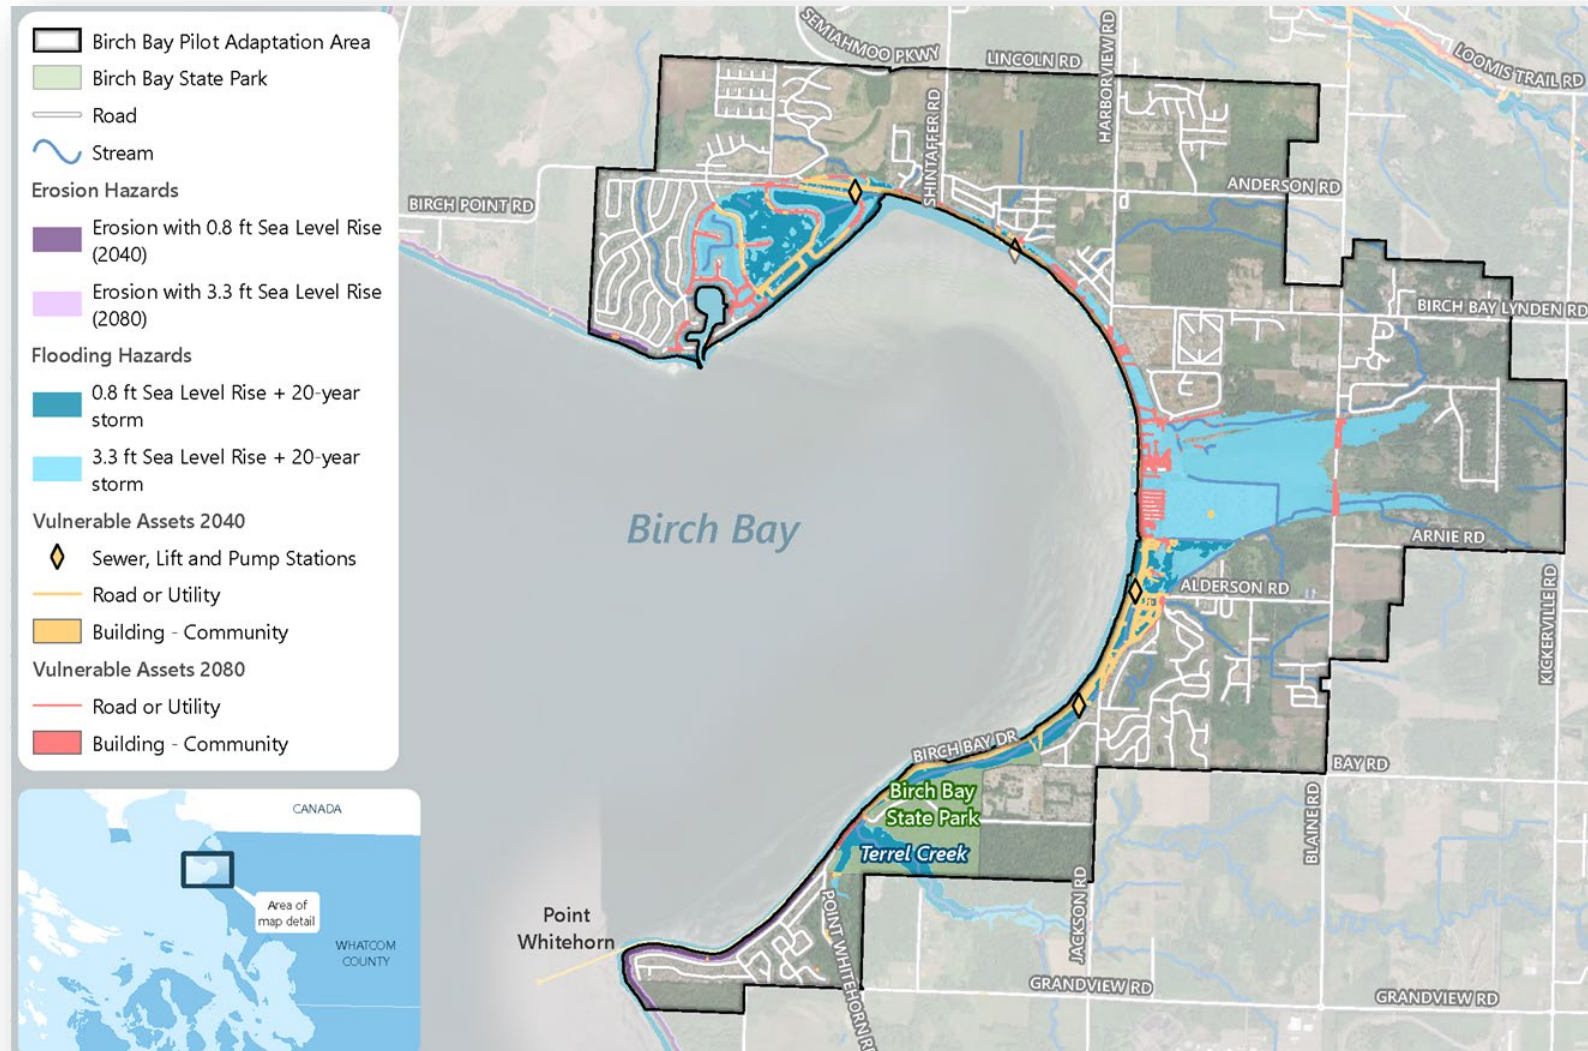 Birch Bay Pilot Adaptation Area
Birch Bay State Park
Road
Stream
Erosion Hazards
Erosion with 0.8 ft Sea Level Rise
(2040)
Erosion with 3.3 ft Sea Level Rise
(2080)
Flooding Hazards
0.8 ft Sea Level Rise + 20-year
storm
3.3 ft Sea Level Rise + 20-year
storm
Vulnerable Assets 2040
Sewer, Lift and Pump Stations
Road or Utility
Building - Community
Vulnerable Assets 2080
Road or Utility
Building - Community
CANADA
Area of
map detail
WHATCOM
COUNTY
SEMIAHMOO PKWY
LINCOLN RD
HARBORVIEW RD
LOOMIS TRAIL RD
SHINTAFFER RD
ANDERSON RD
BIRCH POINT RD
BIRCH BAY LYNDEN RD
Birch Bay
ARNIE RD
ALDERSON RD
KICKERVILLE RD
BIRCH BAY DR
BAY RD
Birch Bay
State Park
BLAINE RD
Terrel Creek
JACKSON RD
Point
Whitehorn
POINT WHITEHORN RD
GRANDVIEW RD
GRANDVIEW RD